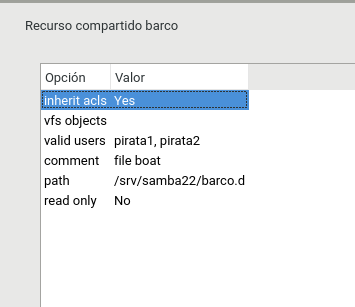 Recurso compartido barco
Opción Valor
inherit acls Yes
vfs objects
valid users pirata1, pirata2
comment file boat
path /srv/samba22/barco.d
read only No